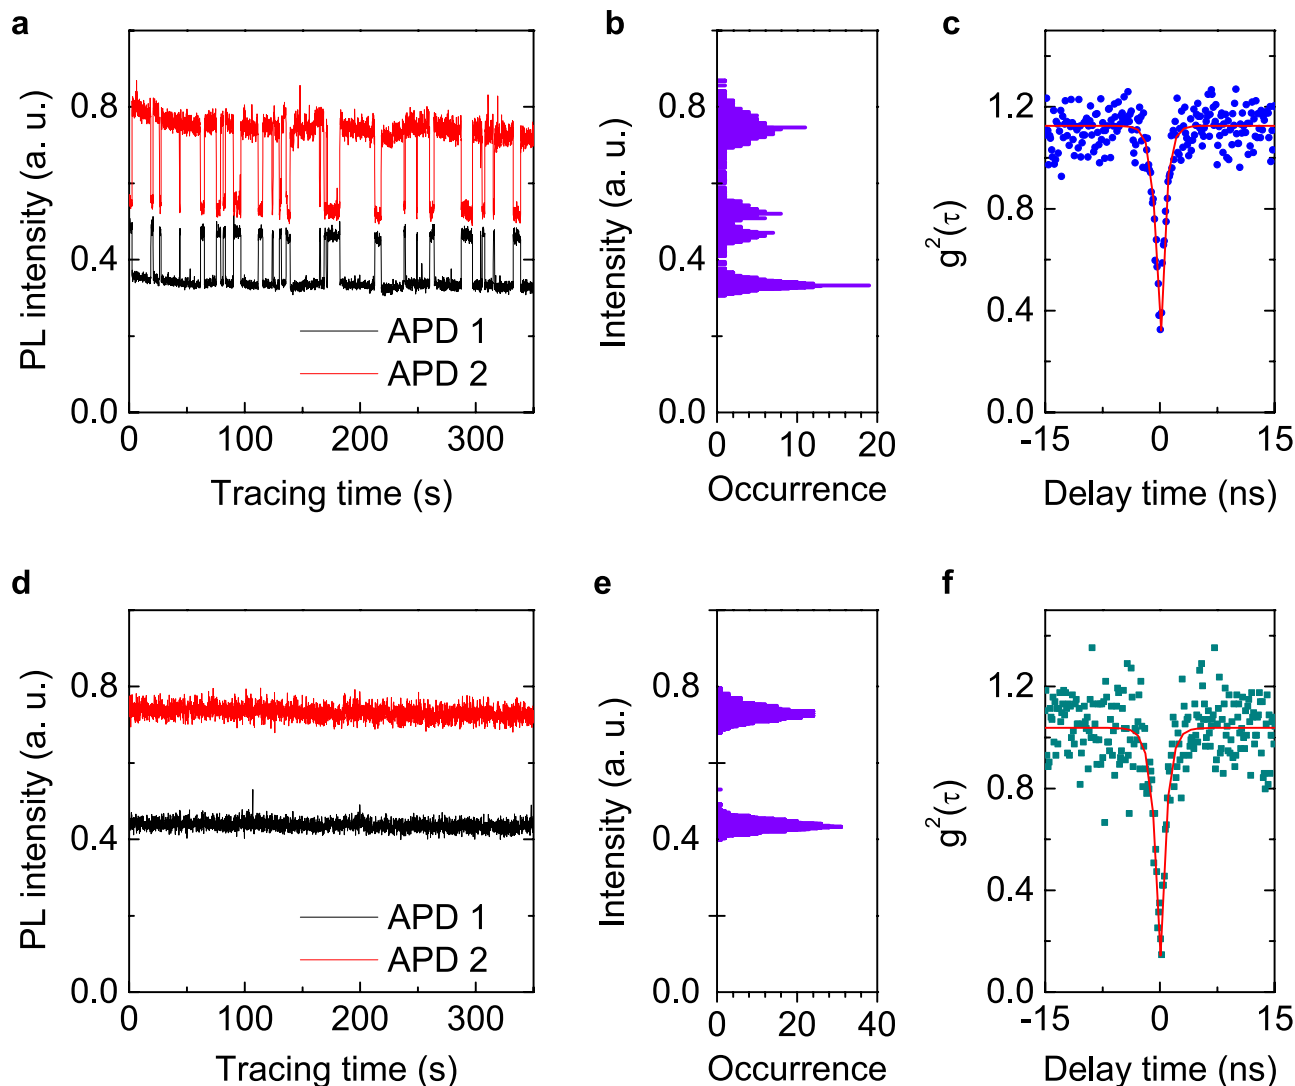 a
PL intensity (a. u.)
0.8
0.4
0.0
APD 1
APD 2
0 100 200 300
Tracing time (s)
b
Intensity (a. u.)
0.8
0.4
0.0
0 10 20
Occurrence
c
g²(τ)
1.2
0.8
0.4
0.0
-15 0 15
Delay time (ns)
d
PL intensity (a. u.)
0.8
0.4
0.0
APD 1
APD 2
0 100 200 300
Tracing time (s)
e
Intensity (a. u.)
0.8
0.4
0.0
0 20 40
Occurrence
f
g²(τ)
1.2
0.8
0.4
0.0
-15 0 15
Delay time (ns)